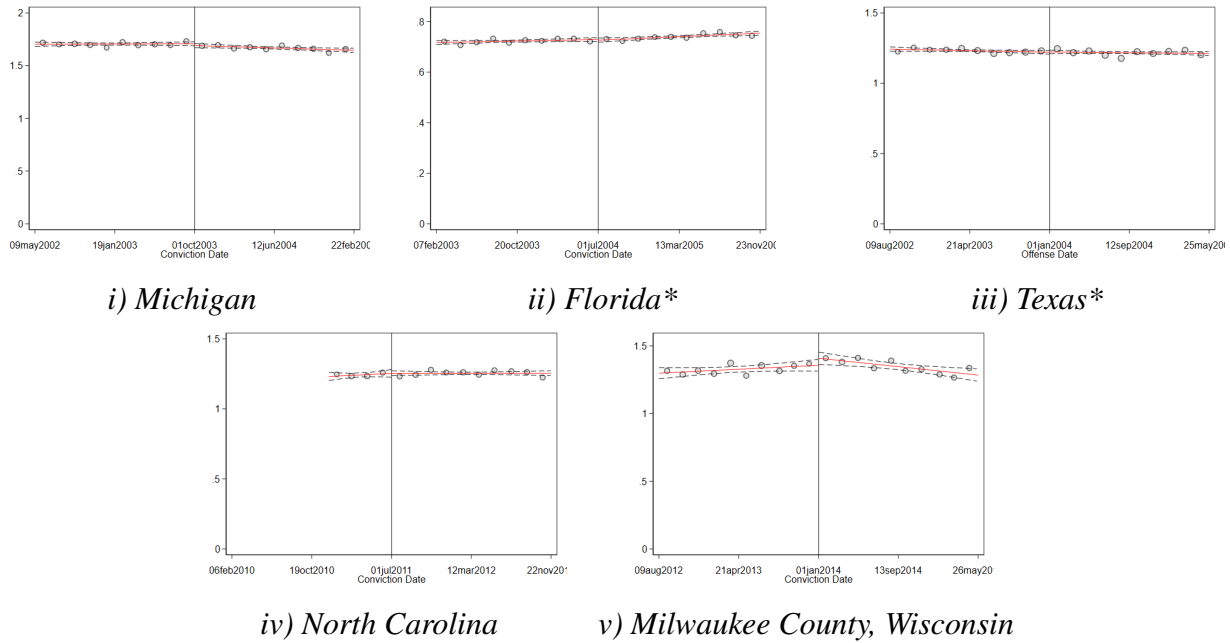 2
1.5
1
.5
0
09may2002 19jan2003 01oct2003 12jun2004 22feb200
Conviction Date
i) Michigan
.8
.6
.4
.2
0
07feb2003 20oct2003 01jul2004 13mar2005 23nov200
Conviction Date
ii) Florida*
1.5
1
.5
0
09aug2002 21apr2003 01jan2004 12sep2004 25may200
Offense Date
iii) Texas*
1.5
1
.5
0
06feb2010 19oct2010 01jul2011 12mar2012 22nov201
Conviction Date
iv) North Carolina
1.5
1
.5
0
09aug2012 21apr2013 01jan2014 13sep2014 26may20
Conviction Date
v) Milwaukee County, Wisconsin